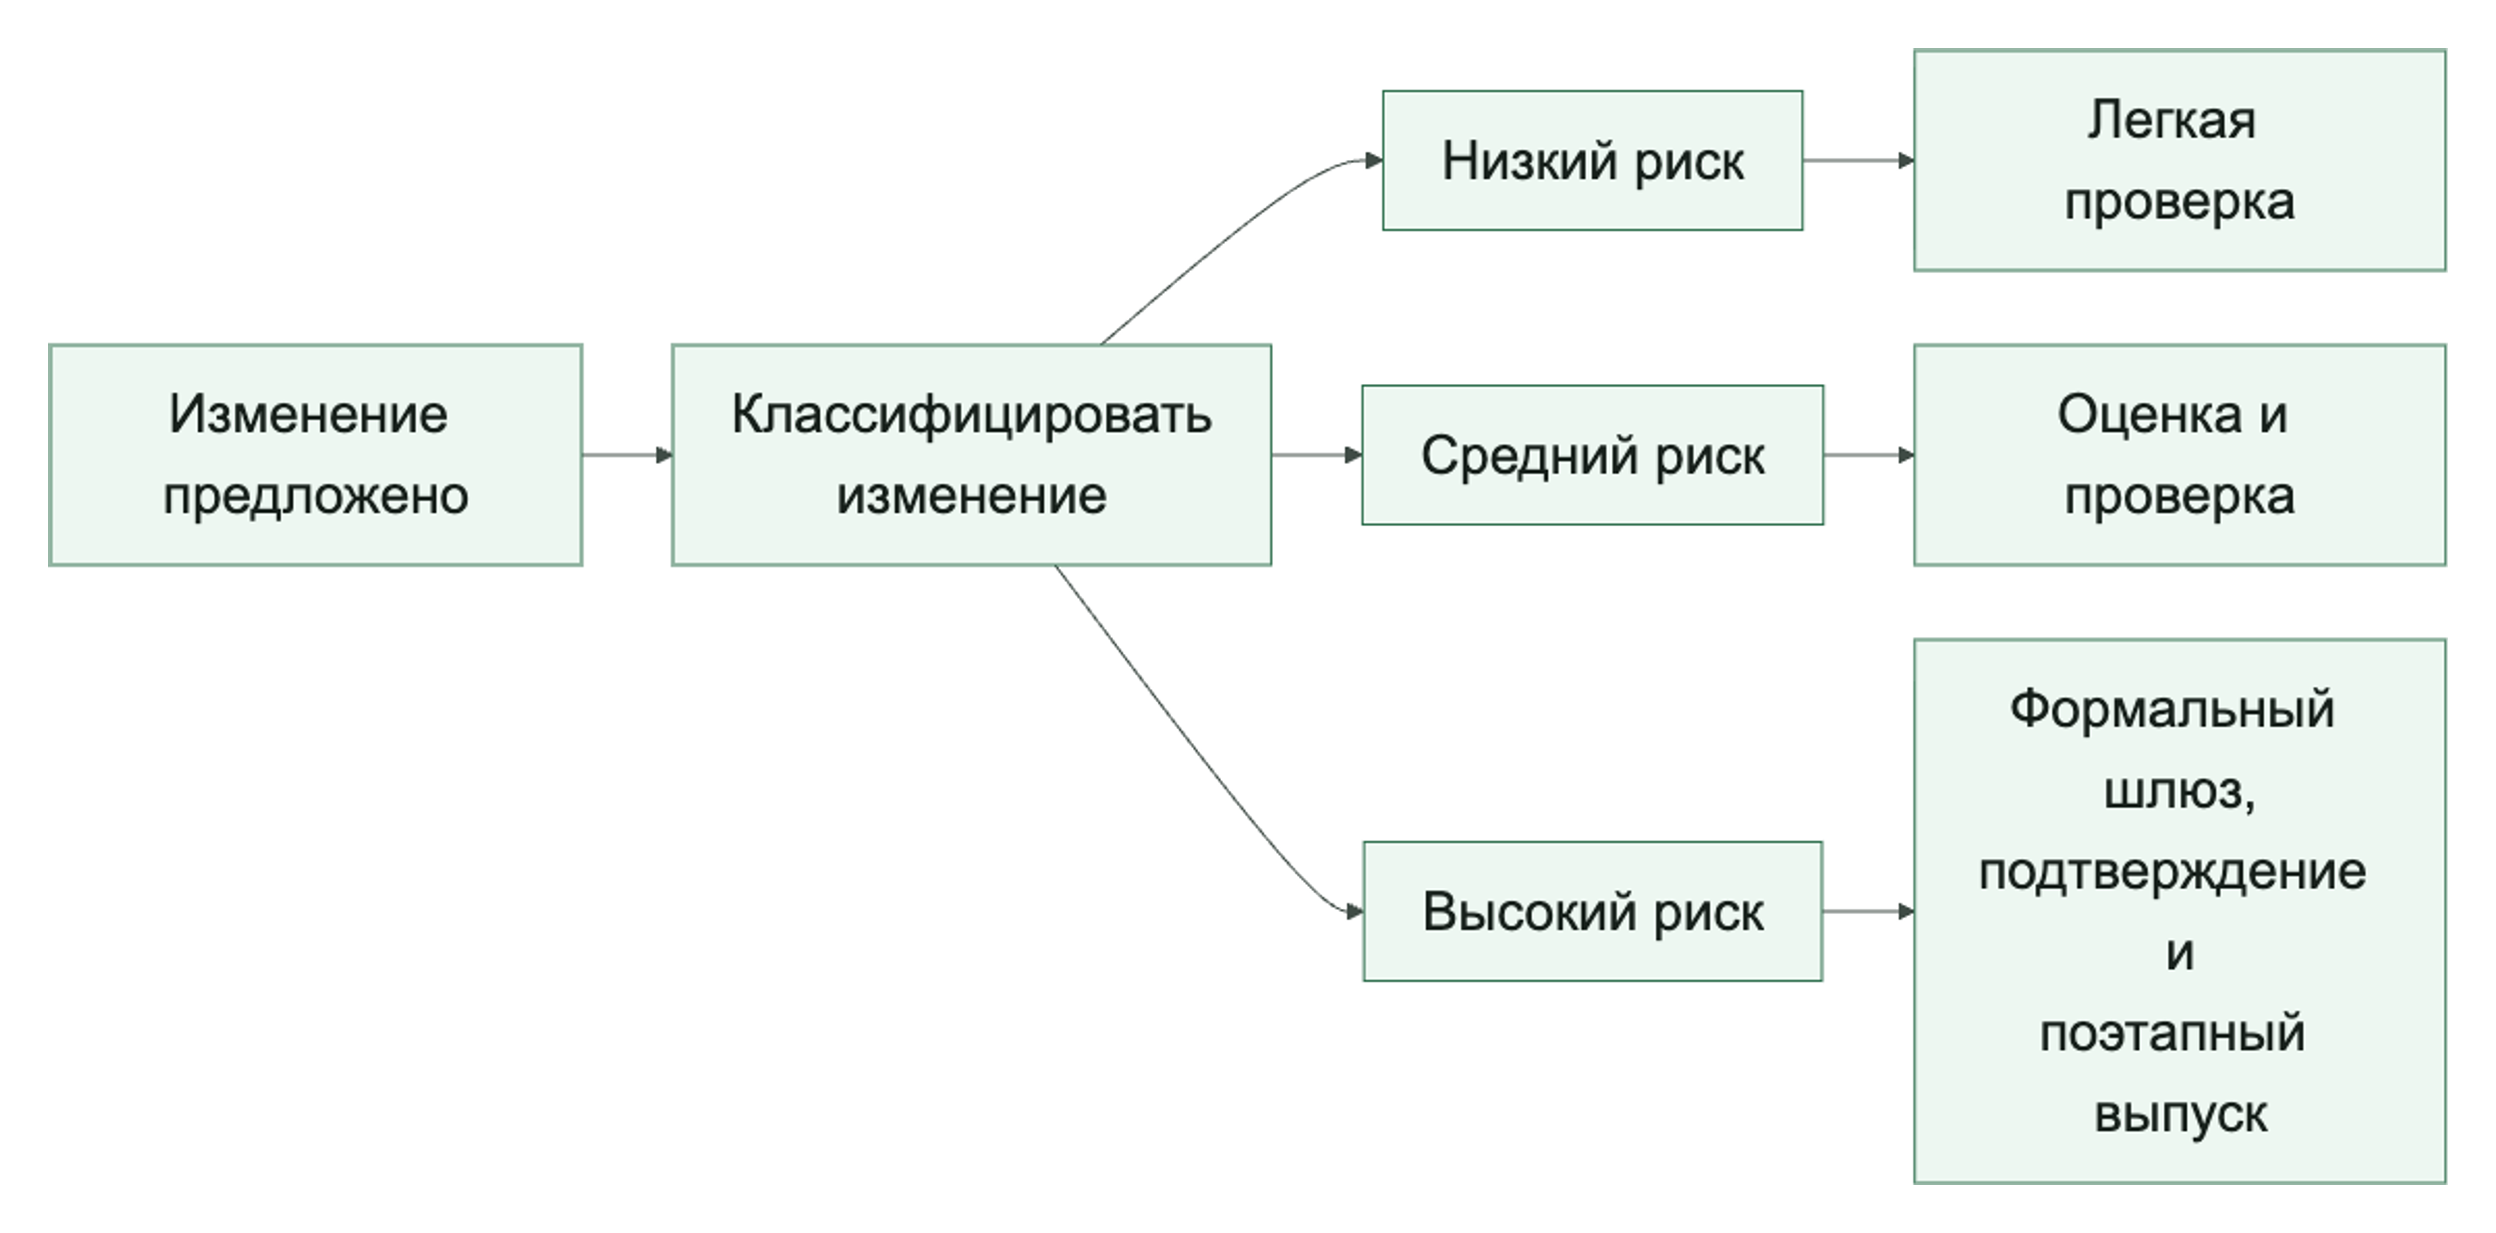 Изменение
предложено
Классифицировать
изменение
Низкий риск
Легкая
проверка
Средний риск
Оценка и
проверка
Высокий риск
Формальный
шлюз,
подтверждение
и
поэтапный
выпуск